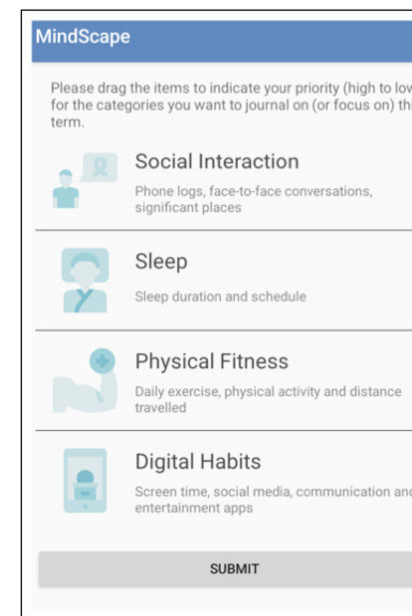 MindScape
Please drag the items to indicate your priority (high to low
for the categories you want to journal on (or focus on) th
term.
Social Interaction
Phone logs, face-to-face conversations,
significant places
Sleep
Sleep duration and schedule
Physical Fitness
Daily exercise, physical activity and distance
travelled
Digital Habits
Screen time, social media, communication and
entertainment apps
SUBMIT